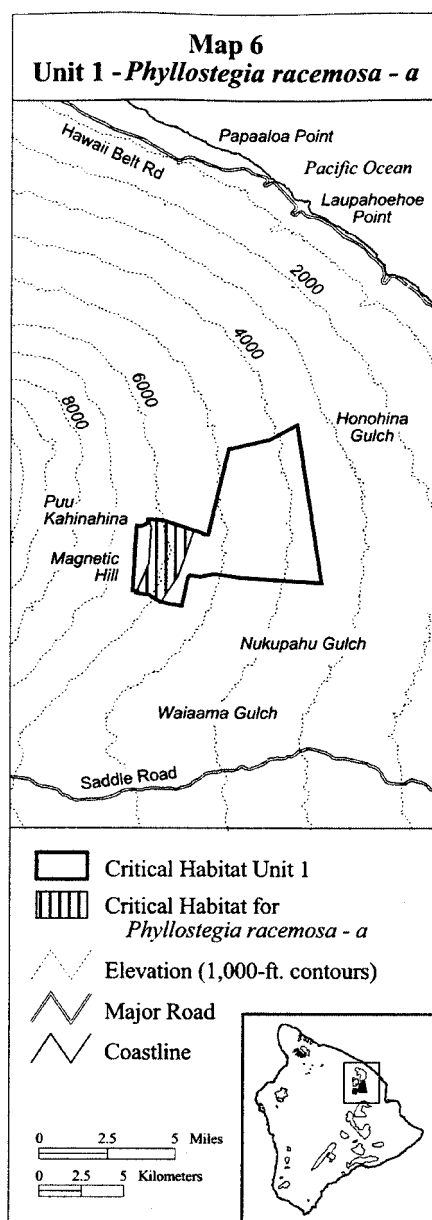 Map 6
Unit 1 - Phyllostegia racemosa - a
Hawaii Belt Rd
Papaaloa Point
Pacific Ocean
Laupahoehoe
Point
2000
4000
6000
8000
Honohina
Gulch
Puu
Kahinahina
Magnetic
Hill
Nukupahu Gulch
Waiaama Gulch
Saddle Road
Critical Habitat Unit 1
Critical Habitat for
Phyllostegia racemosa - a
Elevation (1,000-ft. contours)
Major Road
Coastline
0 2.5 5 Miles
0 2.5 5 Kilometers